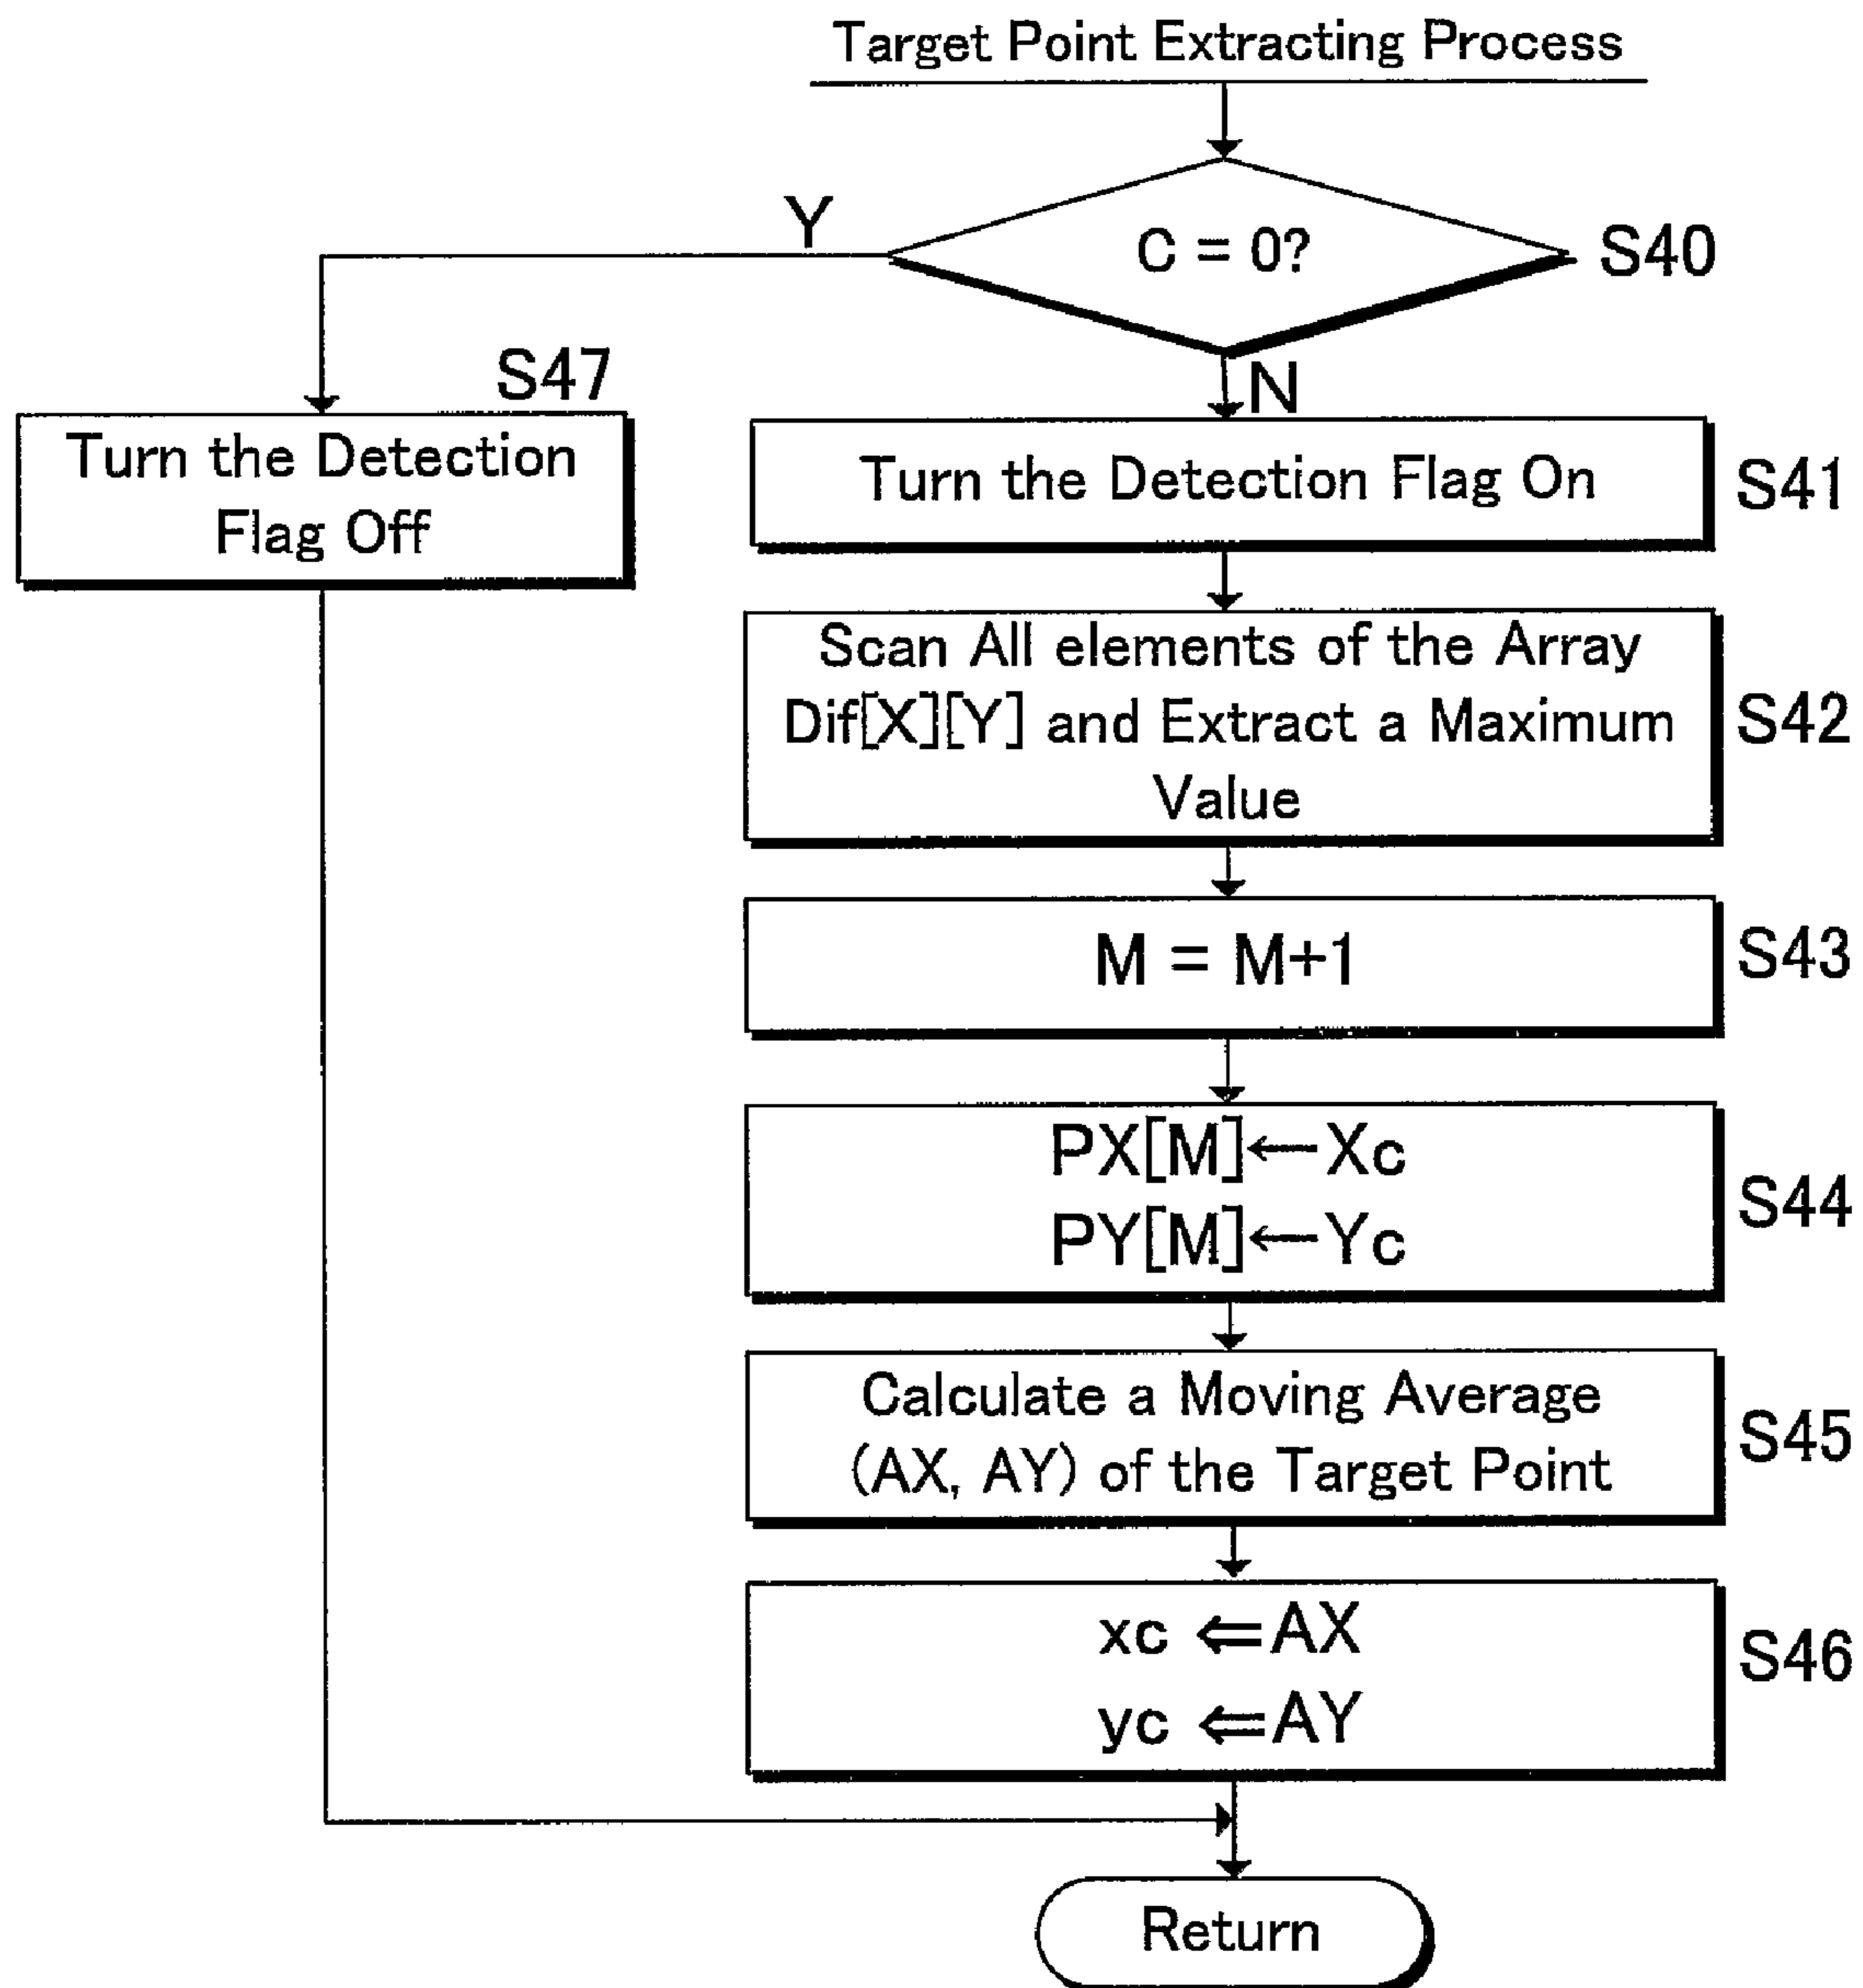 Target Point Extracting Process
C = 0?
S40
Y
N
S47
Turn the Detection
Flag Off
Turn the Detection Flag On
S41
Scan All elements of the Array
Dif[X][Y] and Extract a Maximum
Value
S42
M = M+1
S43
PX[M]←Xc
PY[M]←Yc
S44
Calculate a Moving Average
(AX, AY) of the Target Point
S45
xc ⇐AX
yc ⇐AY
S46
Return